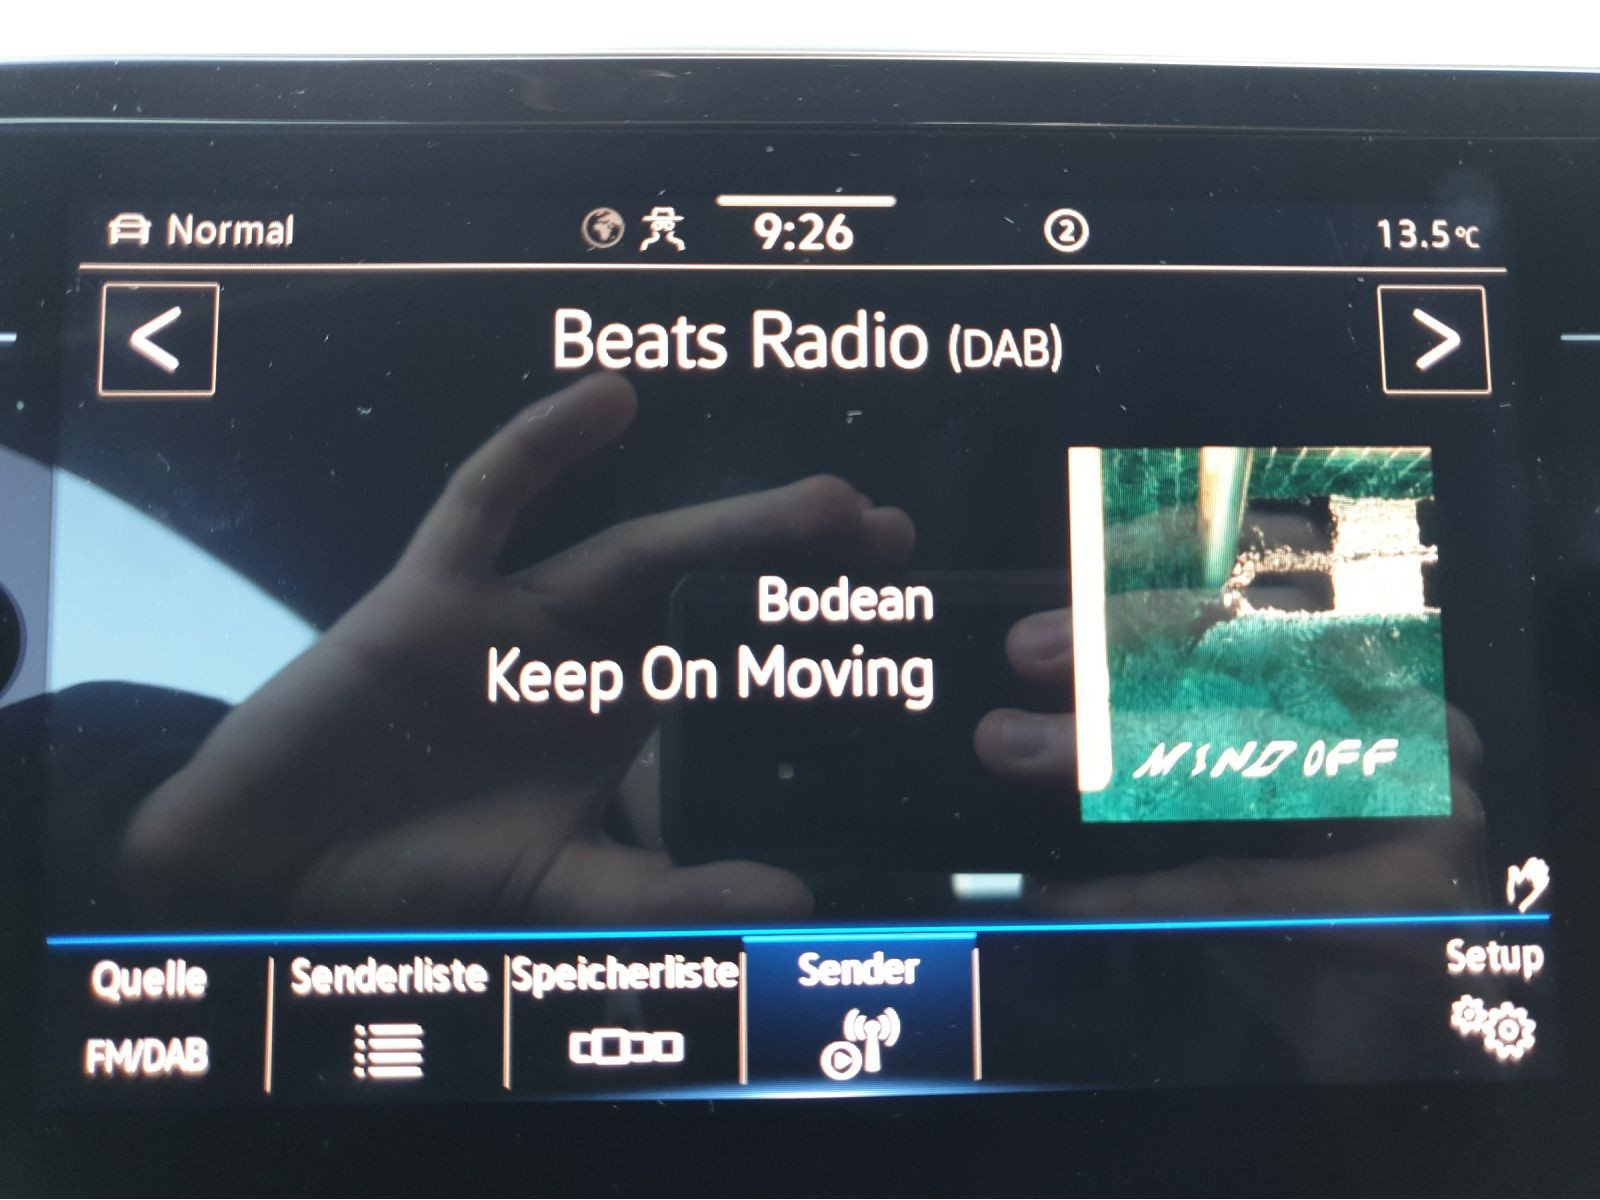 Normal
9:26
2
13.5°C
Beats Radio (DAB)
Bodean
Keep On Moving
MIND OFF
Quelle
FM/DAB
Senderliste
Speicherliste
Sender
Setup